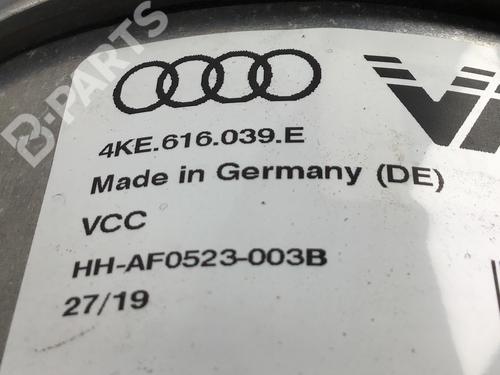 B-PARTS
4KE.616.039.E
Made in Germany (DE)
VCC
HH-AF0523-003B
27/19